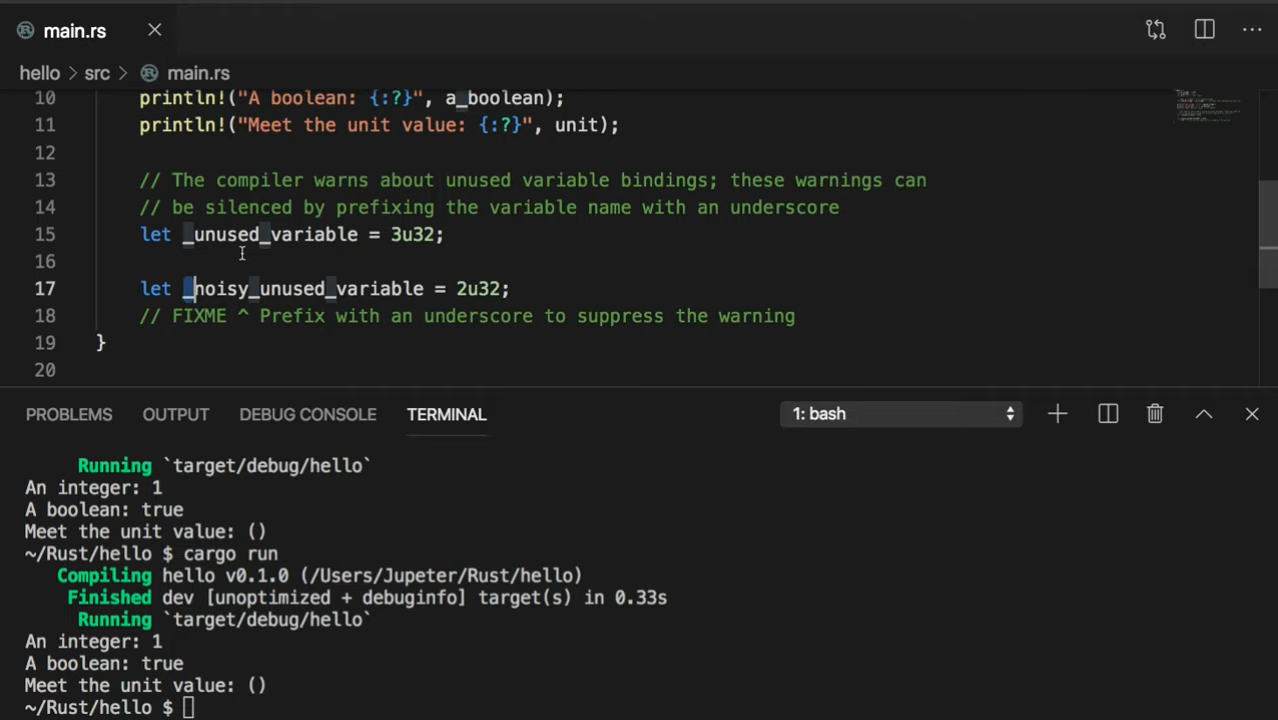 main.rs
hello > src > main.rs
10 println!("A boolean: {:?}", a_boolean);
11 println!("Meet the unit value: {:?}", unit);
12
13 // The compiler warns about unused variable bindings; these warnings can
14 // be silenced by prefixing the variable name with an underscore
15 let _unused_variable = 3u32;
16
17 let _noisy_unused_variable = 2u32;
18 // FIXME ^ Prefix with an underscore to suppress the warning
19 }
20
PROBLEMS OUTPUT DEBUG CONSOLE TERMINAL 1: bash
Running `target/debug/hello`
An integer: 1
A boolean: true
Meet the unit value: ()
~/Rust/hello $ cargo run
Compiling hello v0.1.0 (/Users/Jupeter/Rust/hello)
Finished dev [unoptimized + debuginfo] target(s) in 0.33s
Running `target/debug/hello`
An integer: 1
A boolean: true
Meet the unit value: ()
~/Rust/hello $